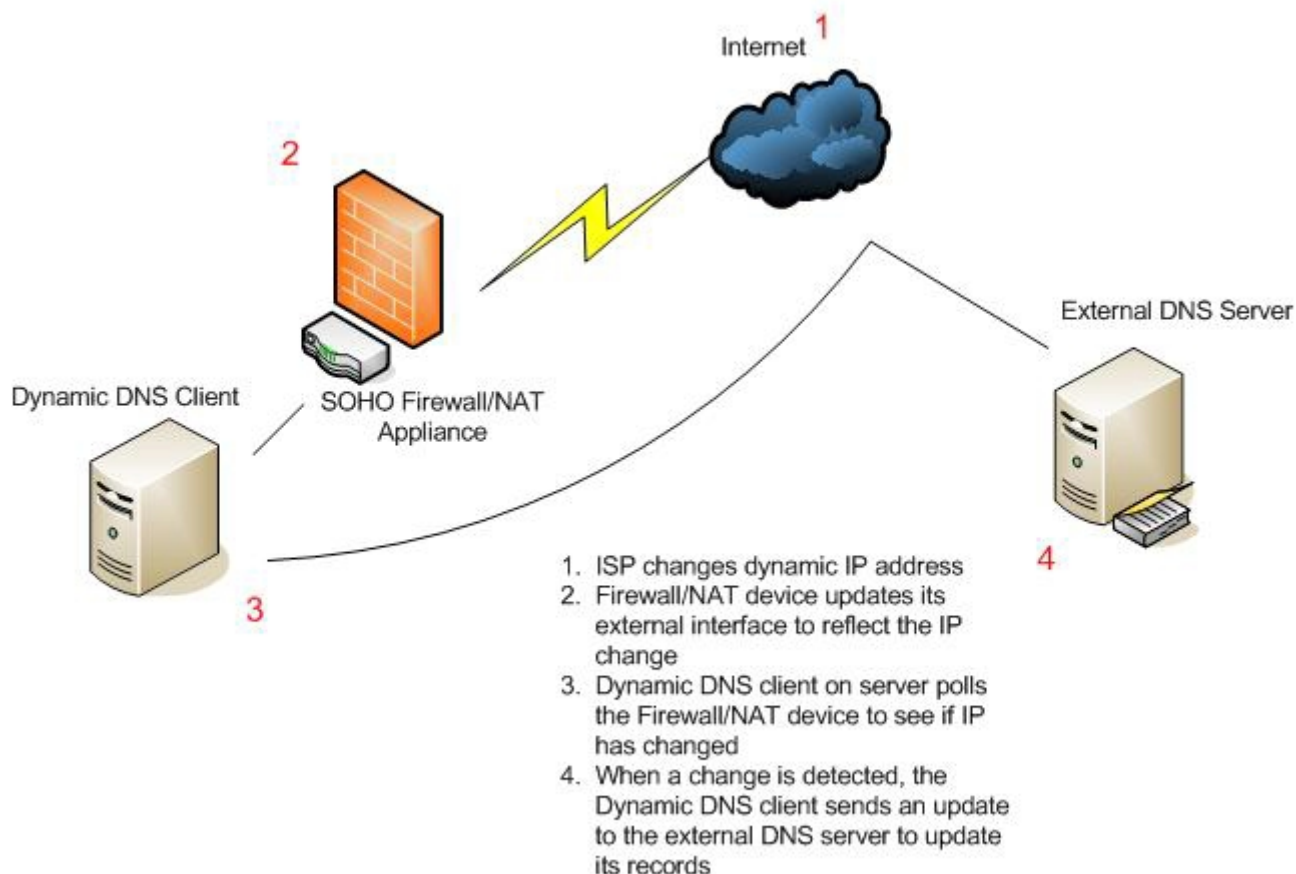 1
Internet
2
External DNS Server
Dynamic DNS Client
SOHO Firewall/NAT
Appliance
3
4
1. ISP changes dynamic IP address
2. Firewall/NAT device updates its
external interface to reflect the IP
change
3. Dynamic DNS client on server polls
the Firewall/NAT device to see if IP
has changed
4. When a change is detected, the
Dynamic DNS client sends an update
to the external DNS server to update
its records